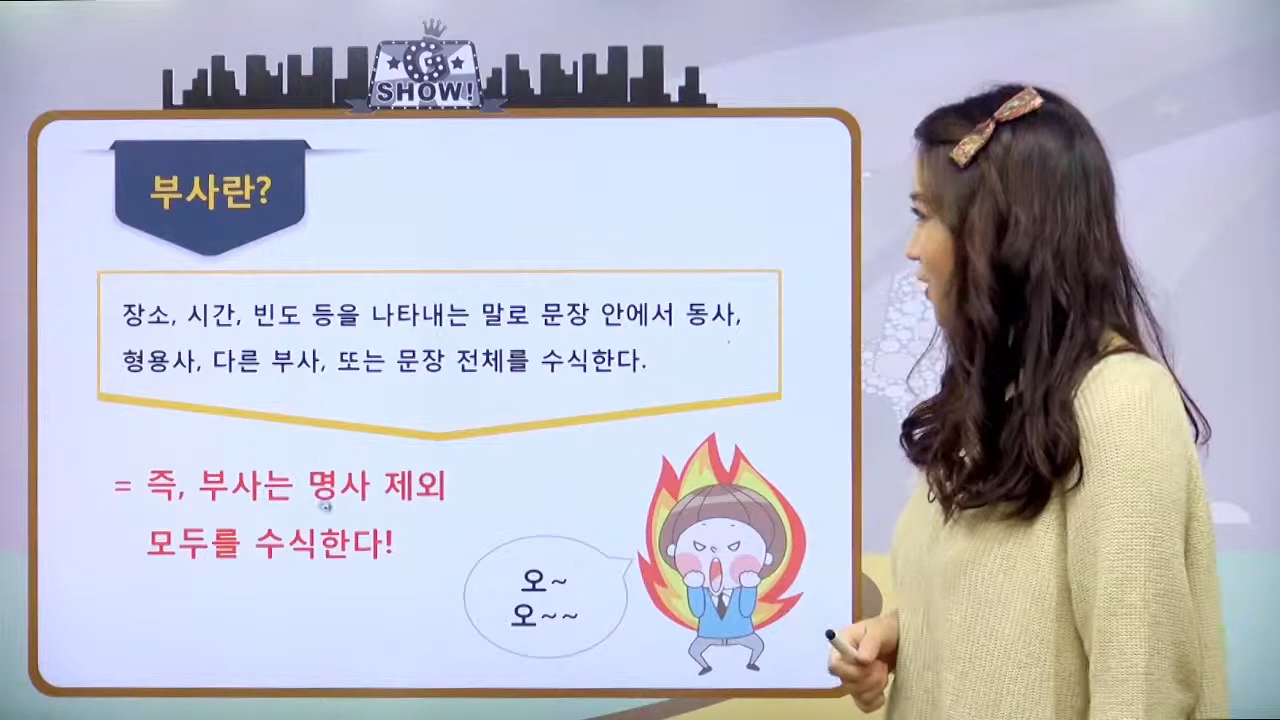 G
SHOW!
부사란?
장소, 시간, 빈도 등을 나타내는 말로 문장 안에서 동사,
형용사, 다른 부사, 또는 문장 전체를 수식한다.
= 즉, 부사는 명사 제외
모두를 수식한다!
오~
오~~